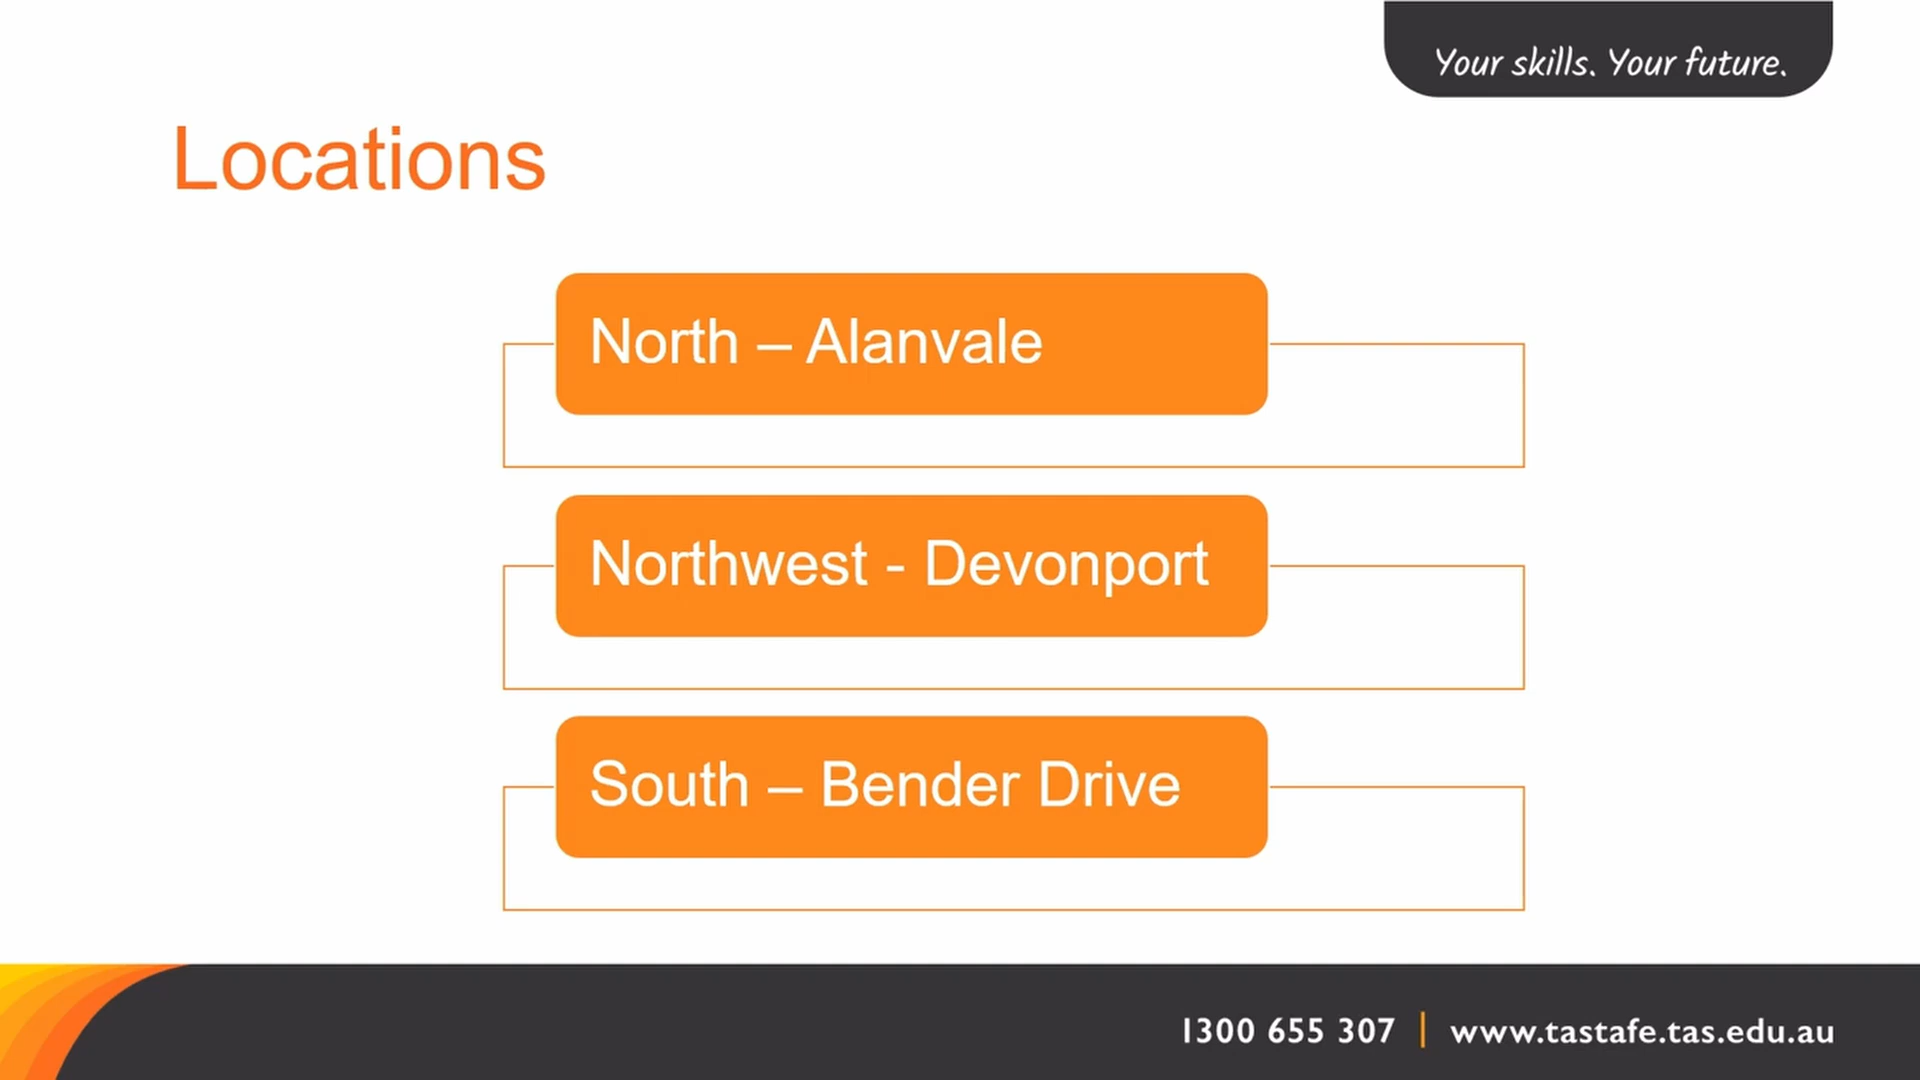 Your skills. Your future.
Locations
North – Alanvale
Northwest - Devonport
South – Bender Drive
1300 655 307 | www.tastafe.tas.edu.au